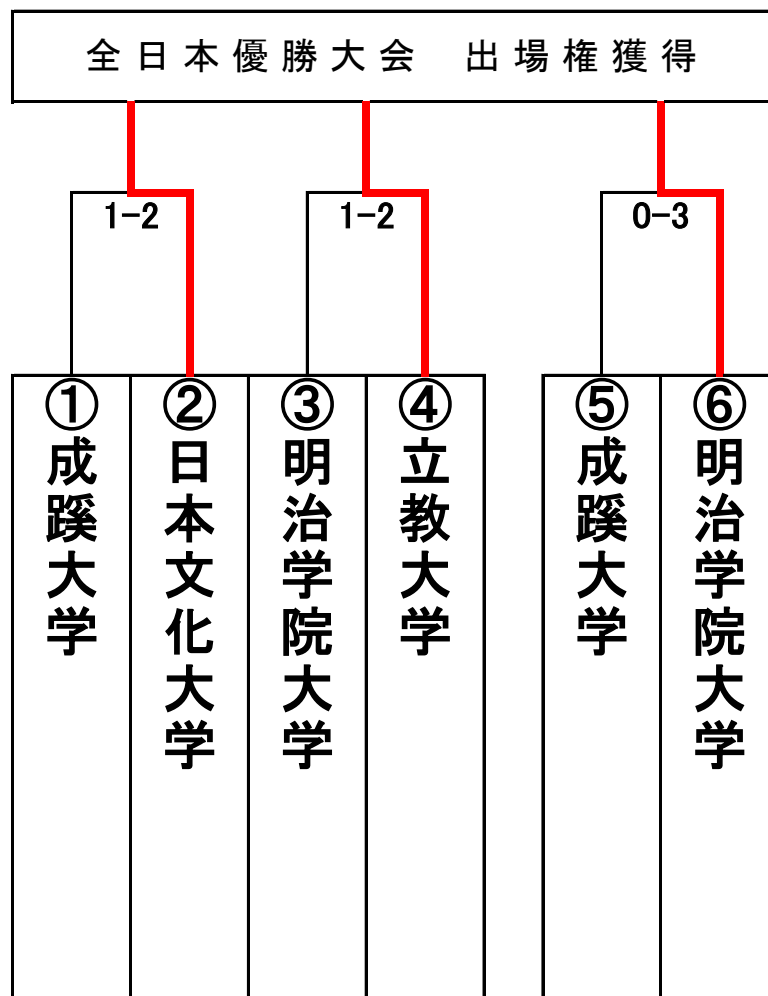 全日本優勝大会 出場権獲得
1-2
1-2
0-3
①成蹊大学
②日本文化大学
③明治学院大学
④立教大学
⑤成蹊大学
⑥明治学院大学